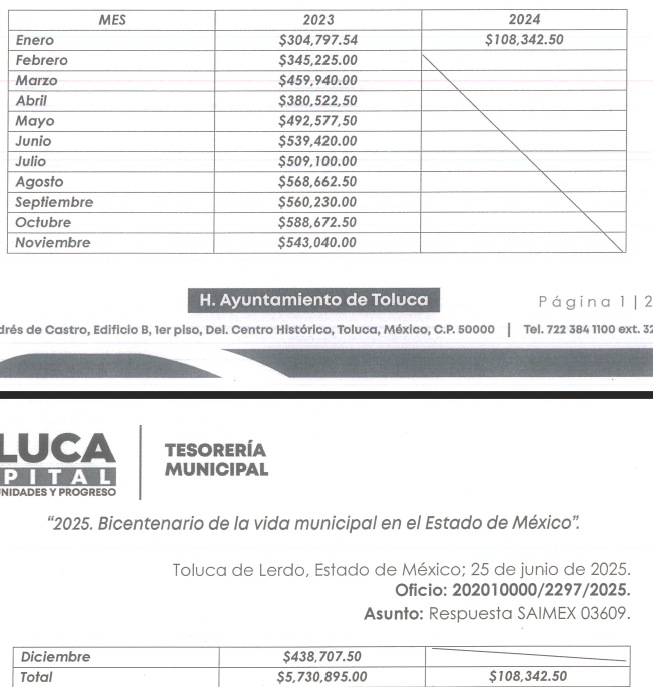 MES 2023 2024
Enero $304,797.54 $108,342.50
Febrero $345,225.00
Marzo $459,940.00
Abril $380,522.50
Mayo $492,577.50
Junio $539,420.00
Julio $509,100.00
Agosto $568,662.50
Septiembre $560,230.00
Octubre $588,672.50
Noviembre $543,040.00
H. Ayuntamiento de Toluca
Página 1 | 2
drés de Castro, Edificio B, 1er piso, Del. Centro Histórico, Toluca, México, C.P. 50000 | Tel. 722 384 1100 ext. 32
LUCA
PITAL
NIDADES Y PROGRESO
TESORERÍA
MUNICIPAL
“2025. Bicentenario de la vida municipal en el Estado de México”.
Toluca de Lerdo, Estado de México; 25 de junio de 2025.
Oficio: 202010000/2297/2025.
Asunto: Respuesta SAIMEX 03609.
Diciembre $438,707.50
Total $5,730,895.00 $108,342.50